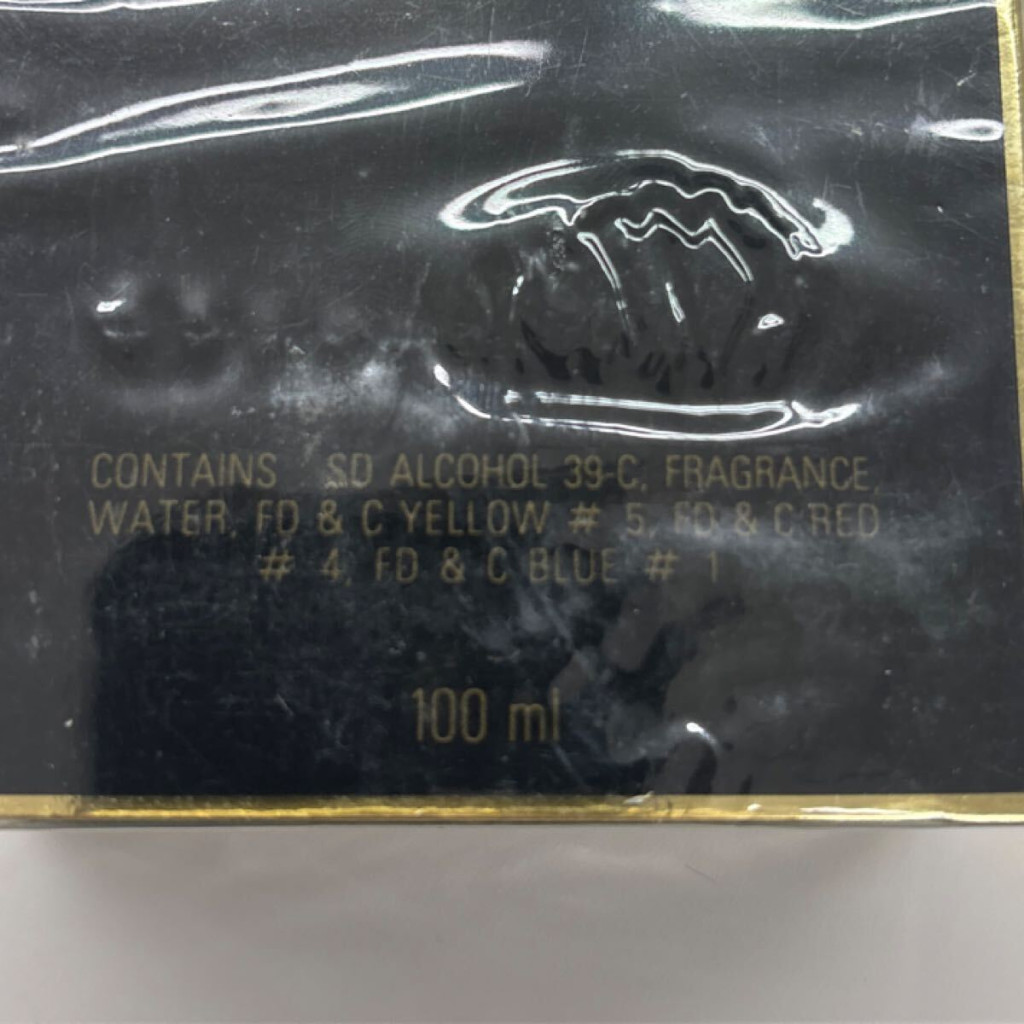 CONTAINS SD ALCOHOL 39-C, FRAGRANCE,
WATER, FD & C YELLOW # 5, FD & C RED
# 4, FD & C BLUE # 1
100 ml